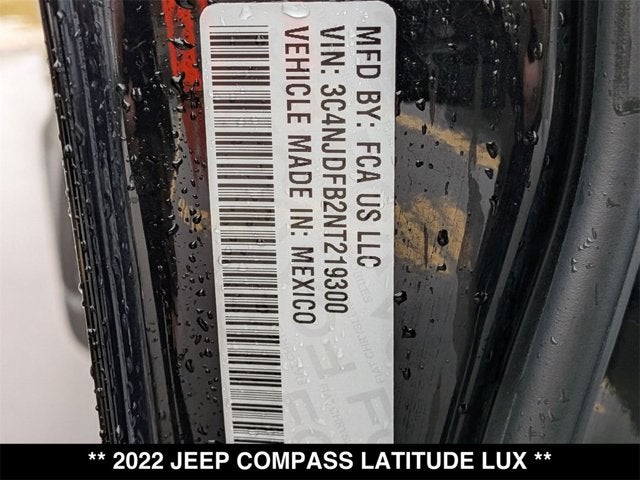 MFD BY: FCA US LLC
VIN: 3C4NJDFB2NT219300
VEHICLE MADE IN: MEXICO
** 2022 JEEP COMPASS LATITUDE LUX **